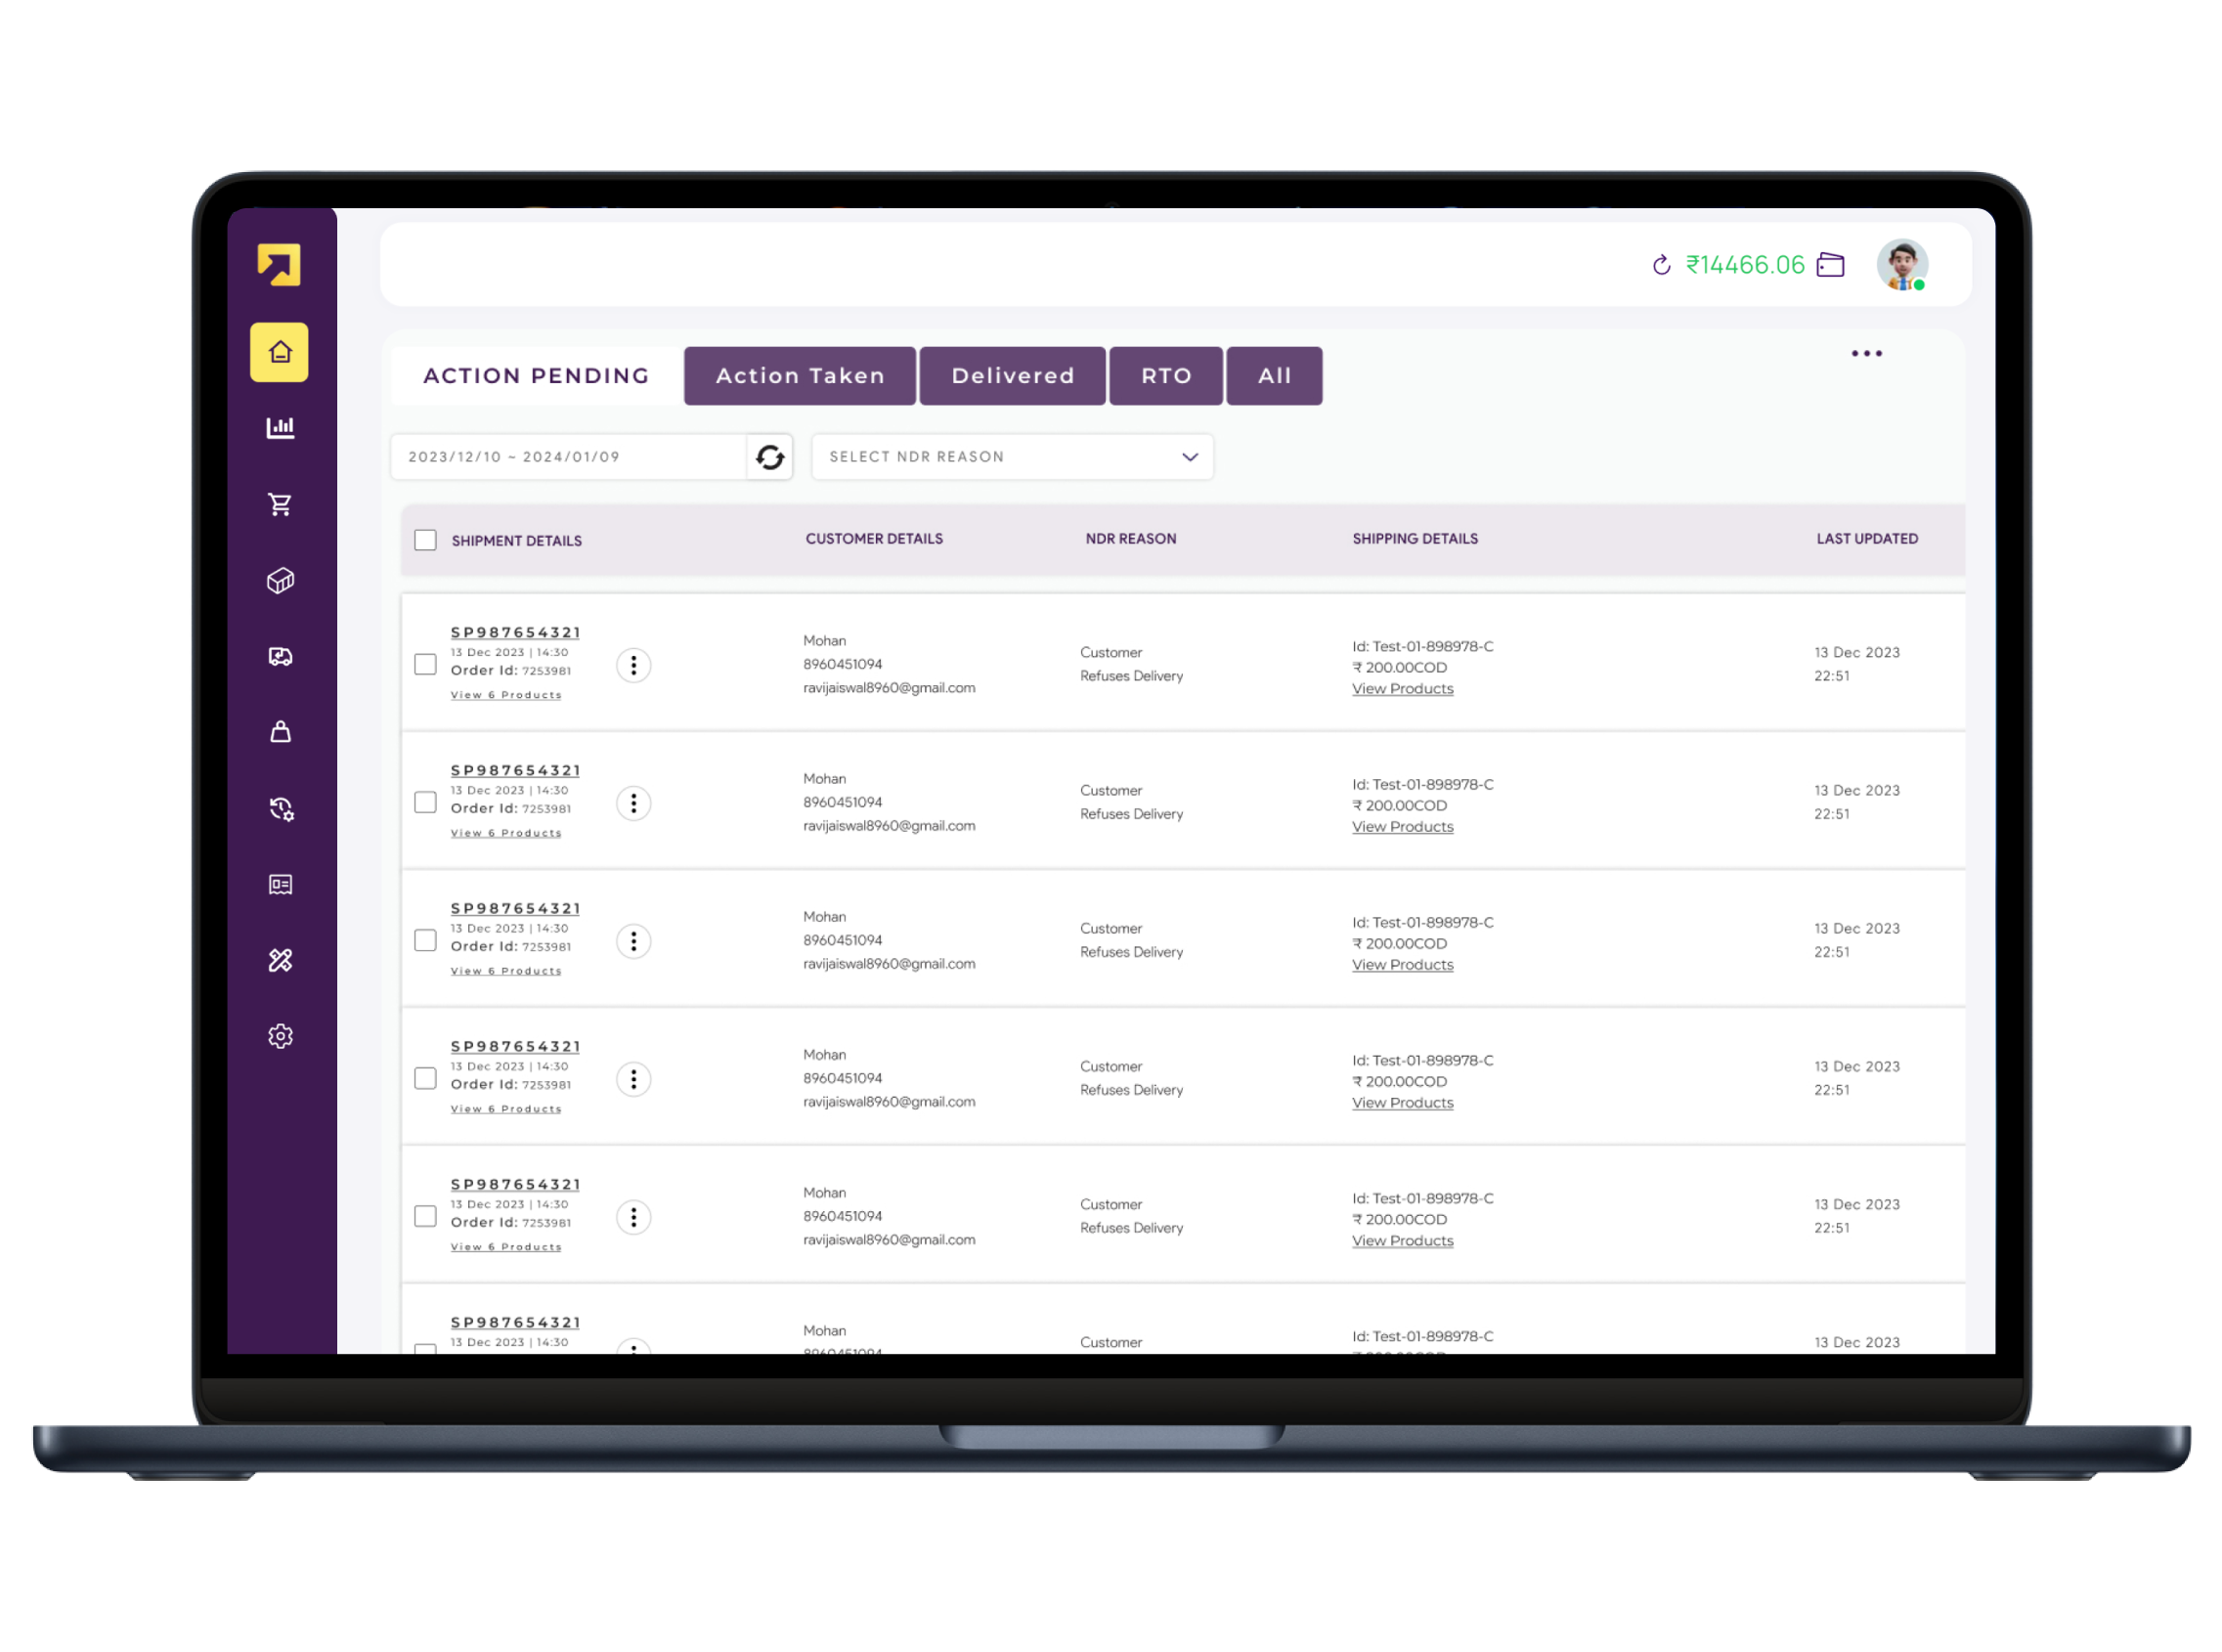 ₹14466.06
ACTION PENDING Action Taken Delivered RTO All
2023/12/10 ~ 2024/01/09 SELECT NDR REASON
SHIPMENT DETAILS CUSTOMER DETAILS NDR REASON SHIPPING DETAILS LAST UPDATED
SP987654321
13 Dec 2023 | 14:30
Order Id: 7253981
View 6 Products
Mohan
8960451094
ravijaiswal8960@gmail.com
Customer
Refuses Delivery
Id: Test-01-898978-C
₹ 200.00COD
View Products
13 Dec 2023
22:51
SP987654321
13 Dec 2023 | 14:30
Order Id: 7253981
View 6 Products
Mohan
8960451094
ravijaiswal8960@gmail.com
Customer
Refuses Delivery
Id: Test-01-898978-C
₹ 200.00COD
View Products
13 Dec 2023
22:51
SP987654321
13 Dec 2023 | 14:30
Order Id: 7253981
View 6 Products
Mohan
8960451094
ravijaiswal8960@gmail.com
Customer
Refuses Delivery
Id: Test-01-898978-C
₹ 200.00COD
View Products
13 Dec 2023
22:51
SP987654321
13 Dec 2023 | 14:30
Order Id: 7253981
View 6 Products
Mohan
8960451094
ravijaiswal8960@gmail.com
Customer
Refuses Delivery
Id: Test-01-898978-C
₹ 200.00COD
View Products
13 Dec 2023
22:51
SP987654321
13 Dec 2023 | 14:30
Order Id: 7253981
View 6 Products
Mohan
8960451094
ravijaiswal8960@gmail.com
Customer
Refuses Delivery
Id: Test-01-898978-C
₹ 200.00COD
View Products
13 Dec 2023
22:51
SP987654321
13 Dec 2023 | 14:30
Mohan
Customer
Id: Test-01-898978-C
13 Dec 2023